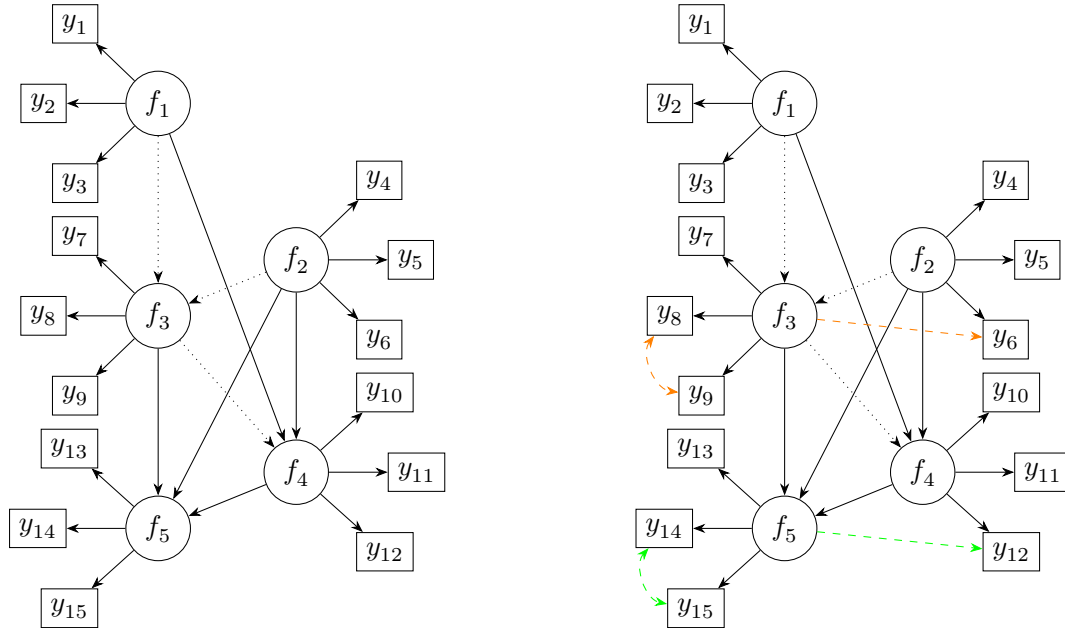 y₁
y₂
f₁
y₃
y₄
y₇
f₂
y₅
y₈
f₃
y₆
y₉
y₁₀
y₁₃
f₄
y₁₁
y₁₄
f₅
y₁₂
y₁₅
y₁
y₂
f₁
y₃
y₄
y₇
f₂
y₅
y₈
f₃
y₆
y₉
y₁₀
y₁₃
f₄
y₁₁
y₁₄
f₅
y₁₂
y₁₅